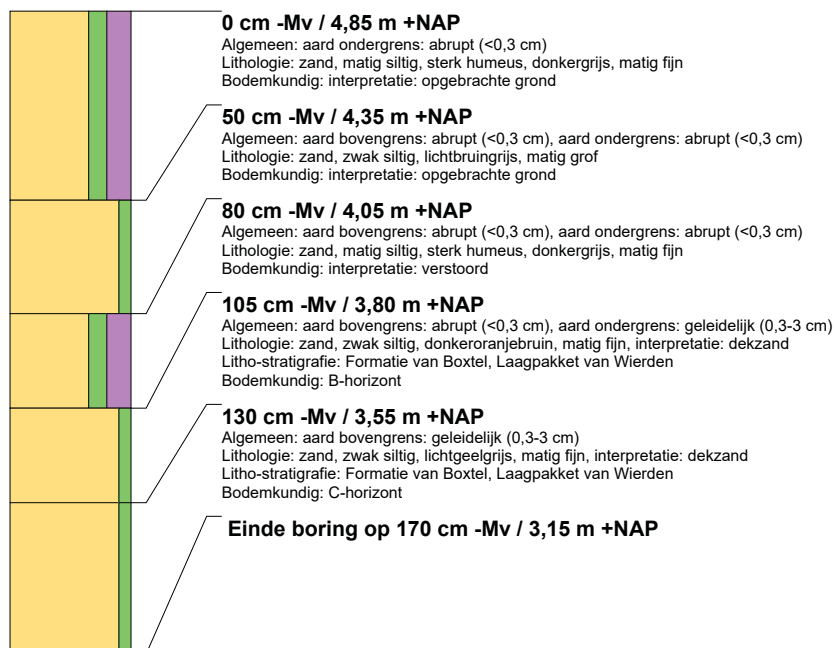 0 cm -Mv / 4,85 m +NAP
Algemeen: aard ondergrens: abrupt (<0,3 cm)
Lithologie: zand, matig siltig, sterk humeus, donkergrijs, matig fijn
Bodemkundig: interpretatie: opgebrachte grond
50 cm -Mv / 4,35 m +NAP
Algemeen: aard bovengrens: abrupt (<0,3 cm), aard ondergrens: abrupt (<0,3 cm)
Lithologie: zand, zwak siltig, lichtbruingrijs, matig grof
Bodemkundig: interpretatie: opgebrachte grond
80 cm -Mv / 4,05 m +NAP
Algemeen: aard bovengrens: abrupt (<0,3 cm), aard ondergrens: abrupt (<0,3 cm)
Lithologie: zand, matig siltig, sterk humeus, donkergrijs, matig fijn
Bodemkundig: interpretatie: verstoord
105 cm -Mv / 3,80 m +NAP
Algemeen: aard bovengrens: abrupt (<0,3 cm), aard ondergrens: geleidelijk (0,3-3 cm)
Lithologie: zand, zwak siltig, donkeroranjebruin, matig fijn, interpretatie: dekzand
Litho-stratigrafie: Formatie van Boxtel, Laagpakket van Wierden
Bodemkundig: B-horizont
130 cm -Mv / 3,55 m +NAP
Algemeen: aard bovengrens: geleidelijk (0,3-3 cm)
Lithologie: zand, zwak siltig, lichtgeelgrijs, matig fijn, interpretatie: dekzand
Litho-stratigrafie: Formatie van Boxtel, Laagpakket van Wierden
Bodemkundig: C-horizont
Einde boring op 170 cm -Mv / 3,15 m +NAP